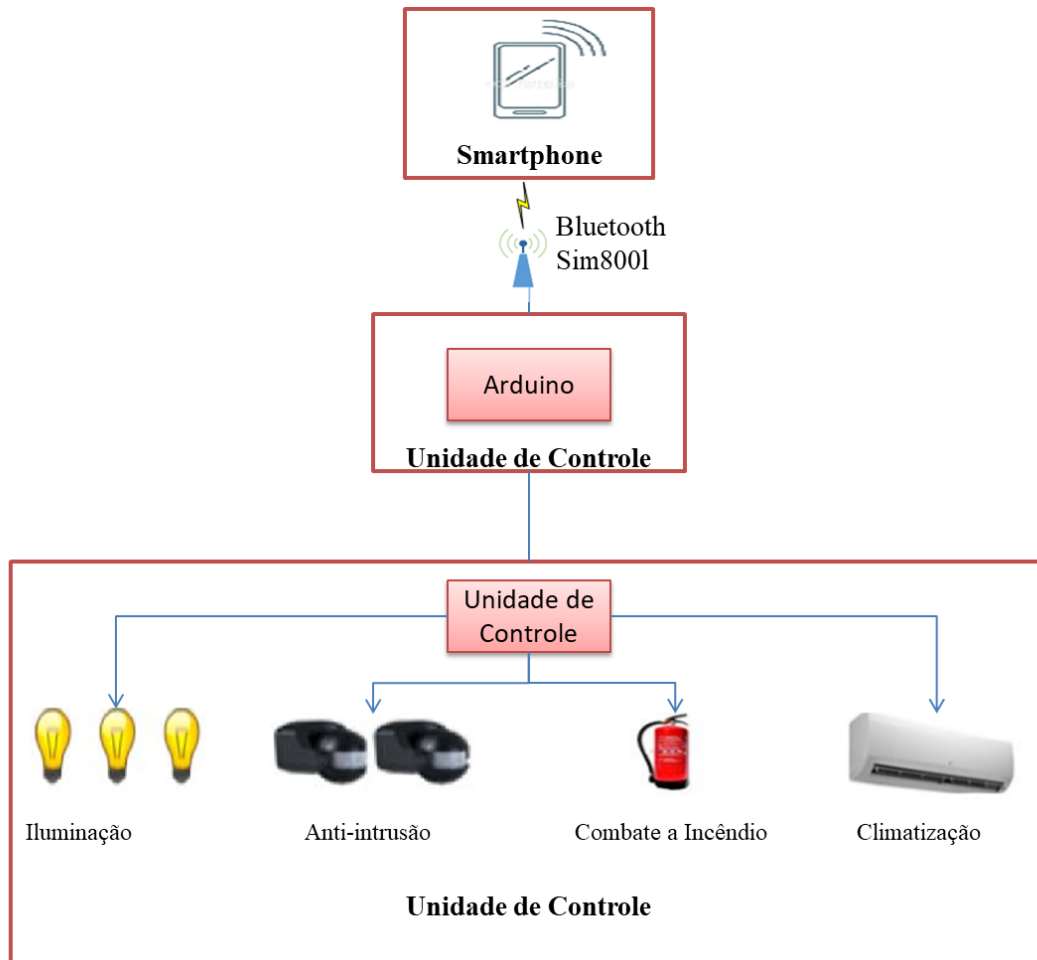 Smartphone
Bluetooth
Sim800l
Arduino
Unidade de Controle
Unidade de
Controle
Iluminação
Anti-intrusão
Combate a Incêndio
Climatização
Unidade de Controle